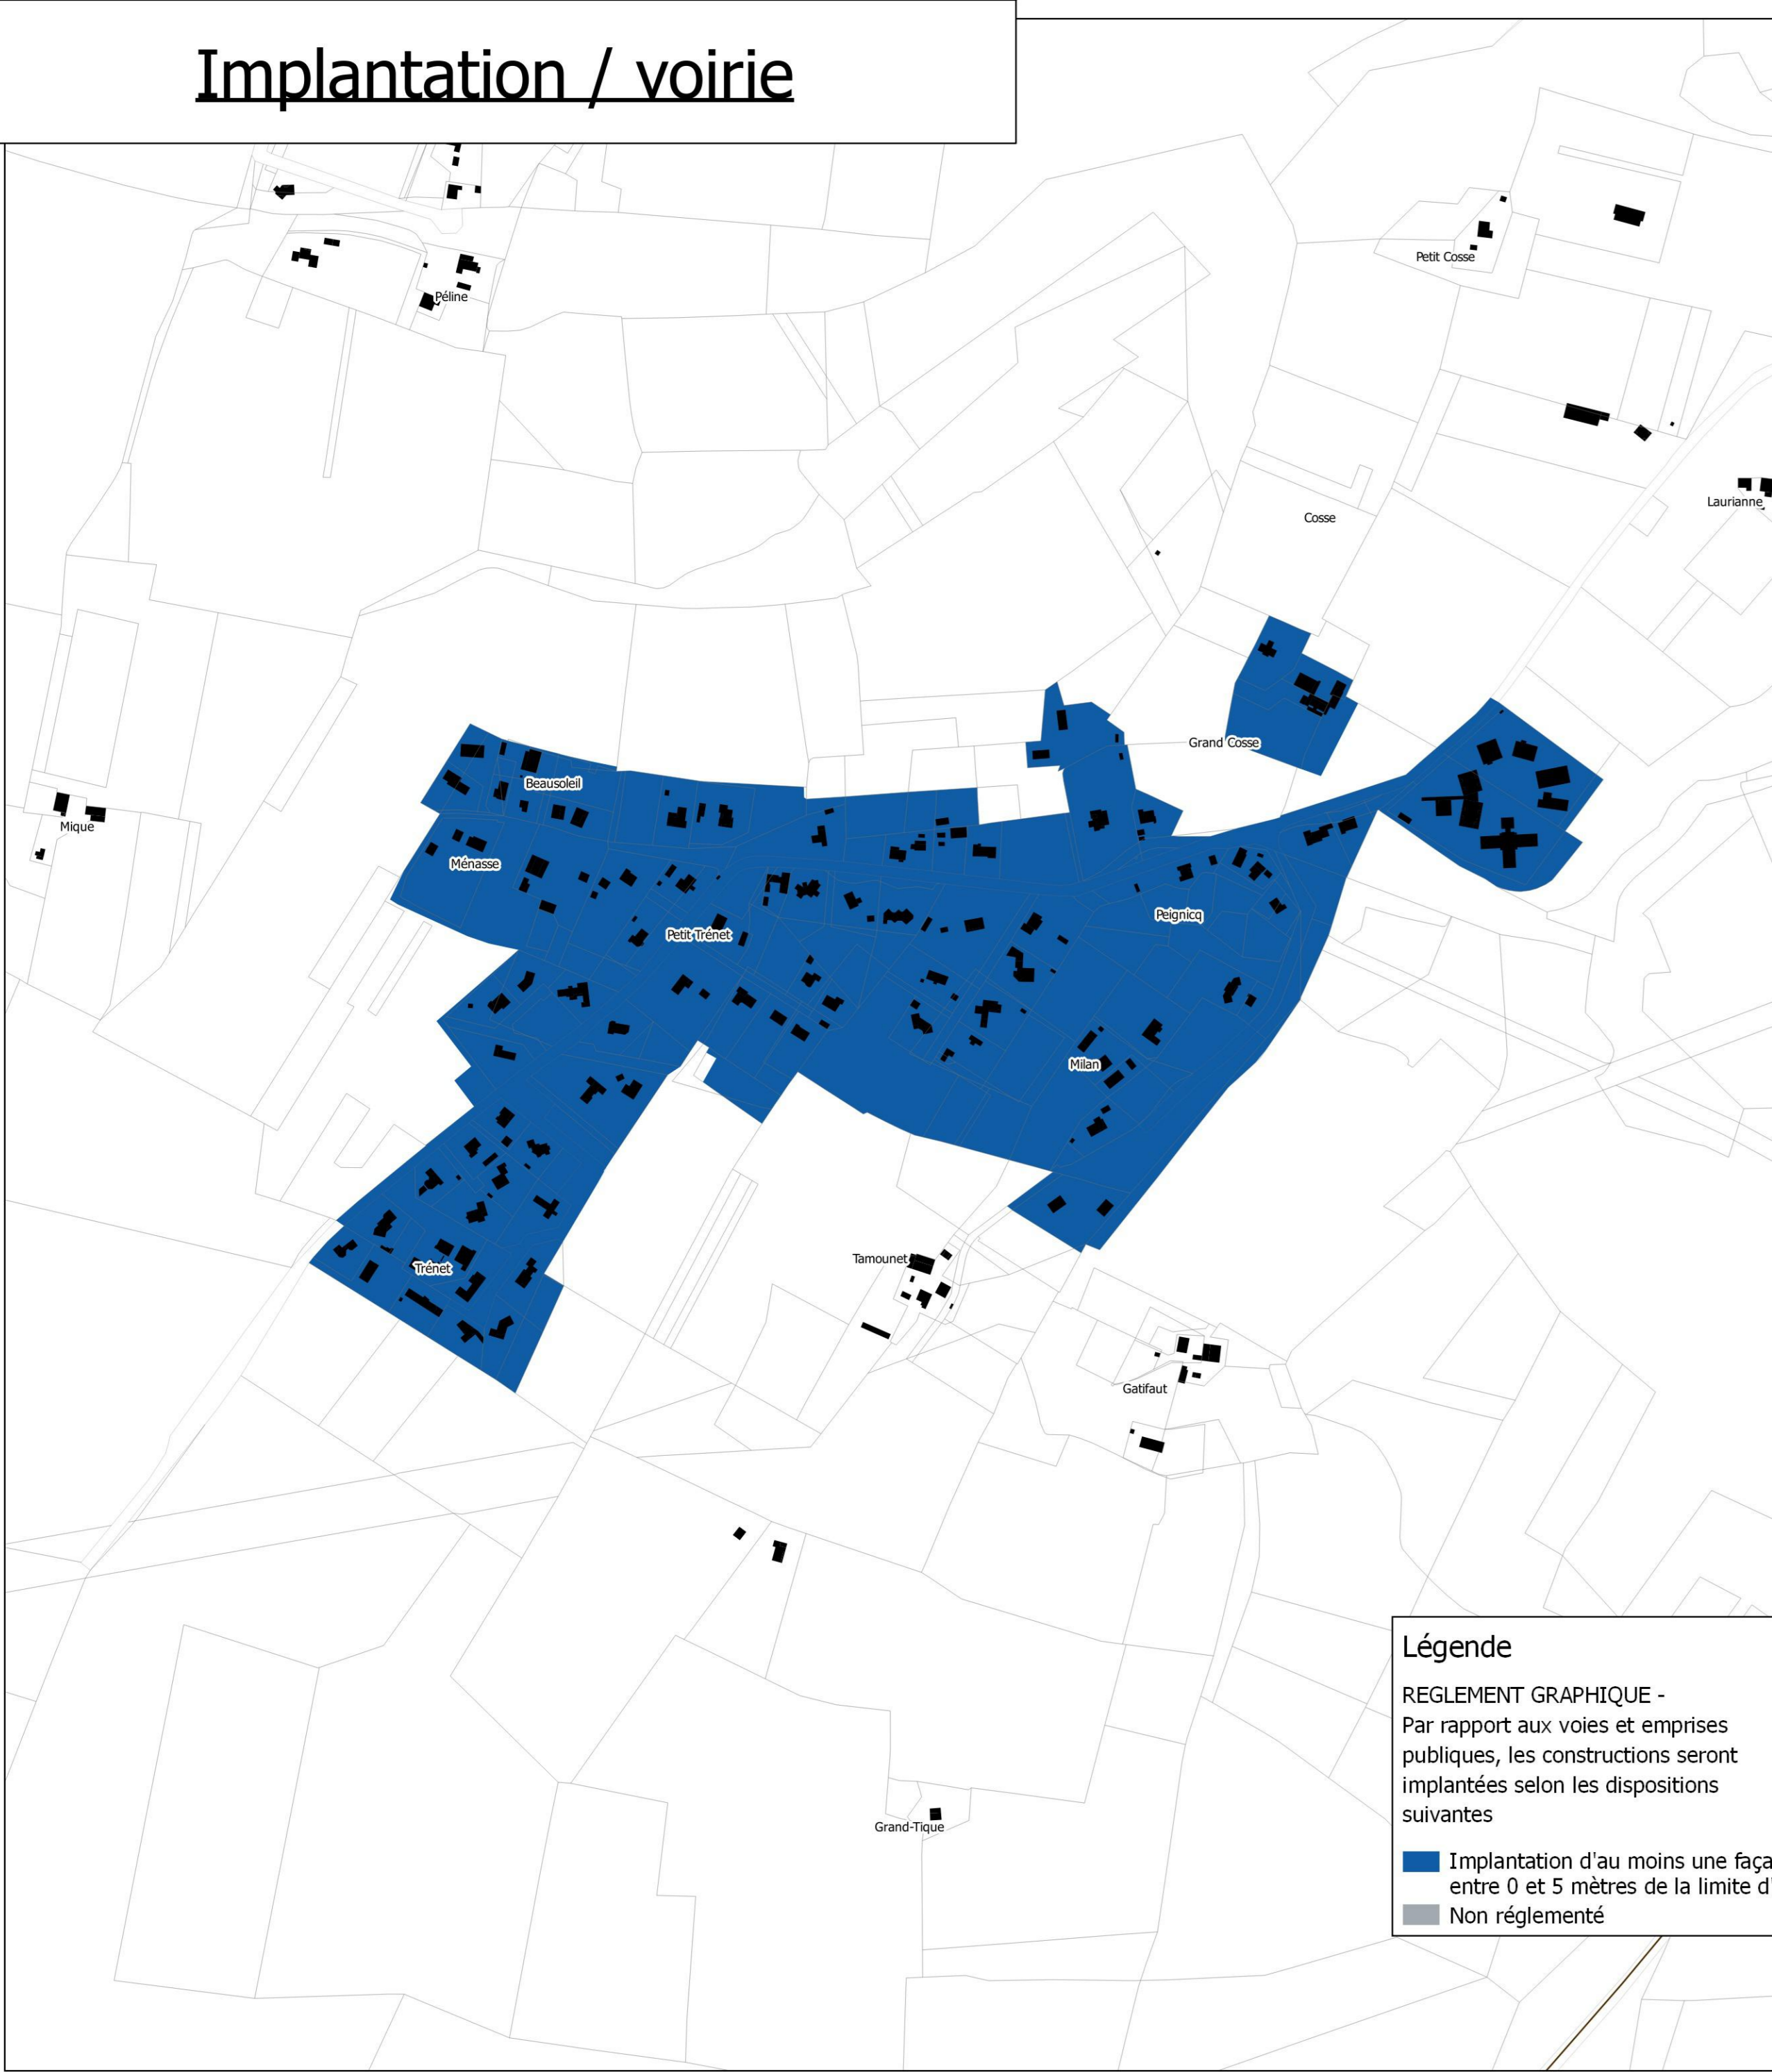 Implantation / voirie
Petit Cosse
Péline
Laurianne
Cosse
Grand Cosse
Beausoleil
Mique
Ménasse
Peignicq
Petit Trénet
Milan
Tamounet
Trénet
Gatifaut
Grand-Tique
Légende
REGLEMENT GRAPHIQUE -
Par rapport aux voies et emprises
publiques, les constructions seront
implantées selon les dispositions
suivantes
Implantation d'au moins une faça
entre 0 et 5 mètres de la limite d'
Non réglementé